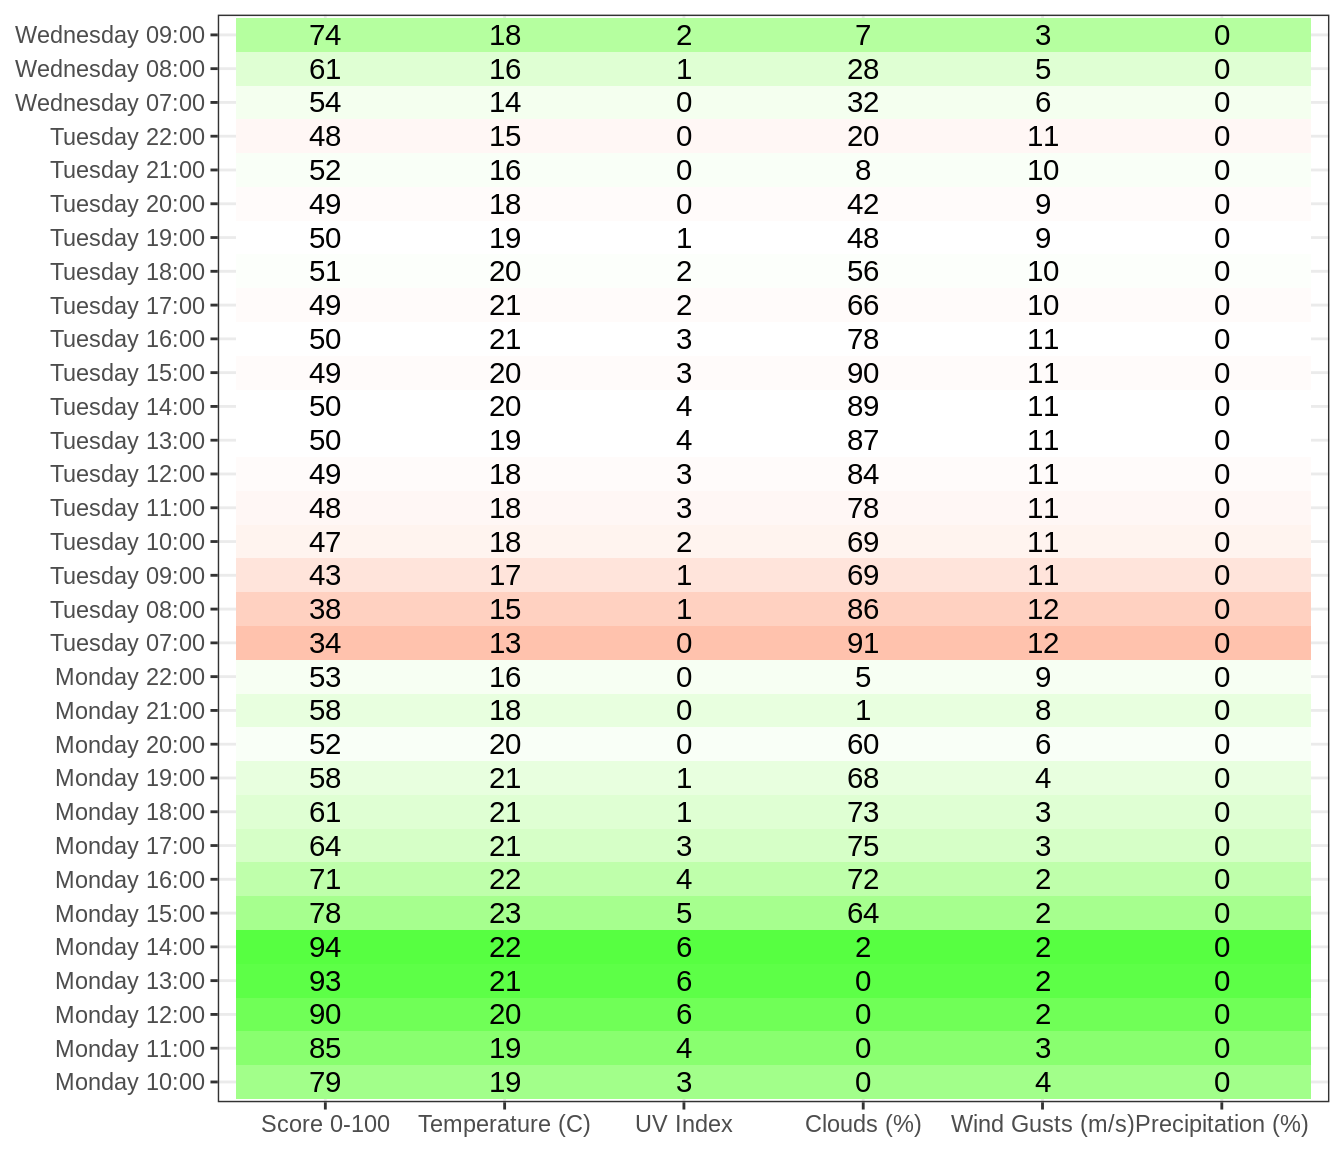 Wednesday 09:00 74 18 2 7 3 0
Wednesday 08:00 61 16 1 28 5 0
Wednesday 07:00 54 14 0 32 6 0
Tuesday 22:00 48 15 0 20 11 0
Tuesday 21:00 52 16 0 8 10 0
Tuesday 20:00 49 18 0 42 9 0
Tuesday 19:00 50 19 1 48 9 0
Tuesday 18:00 51 20 2 56 10 0
Tuesday 17:00 49 21 2 66 10 0
Tuesday 16:00 50 21 3 78 11 0
Tuesday 15:00 49 20 3 90 11 0
Tuesday 14:00 50 20 4 89 11 0
Tuesday 13:00 50 19 4 87 11 0
Tuesday 12:00 49 18 3 84 11 0
Tuesday 11:00 48 18 3 78 11 0
Tuesday 10:00 47 18 2 69 11 0
Tuesday 09:00 43 17 1 69 11 0
Tuesday 08:00 38 15 1 86 12 0
Tuesday 07:00 34 13 0 91 12 0
Monday 22:00 53 16 0 5 9 0
Monday 21:00 58 18 0 1 8 0
Monday 20:00 52 20 0 60 6 0
Monday 19:00 58 21 1 68 4 0
Monday 18:00 61 21 1 73 3 0
Monday 17:00 64 21 3 75 3 0
Monday 16:00 71 22 4 72 2 0
Monday 15:00 78 23 5 64 2 0
Monday 14:00 94 22 6 2 2 0
Monday 13:00 93 21 6 0 2 0
Monday 12:00 90 20 6 0 2 0
Monday 11:00 85 19 4 0 3 0
Monday 10:00 79 19 3 0 4 0
Score 0-100 Temperature (C) UV Index Clouds (%) Wind Gusts (m/s) Precipitation (%)